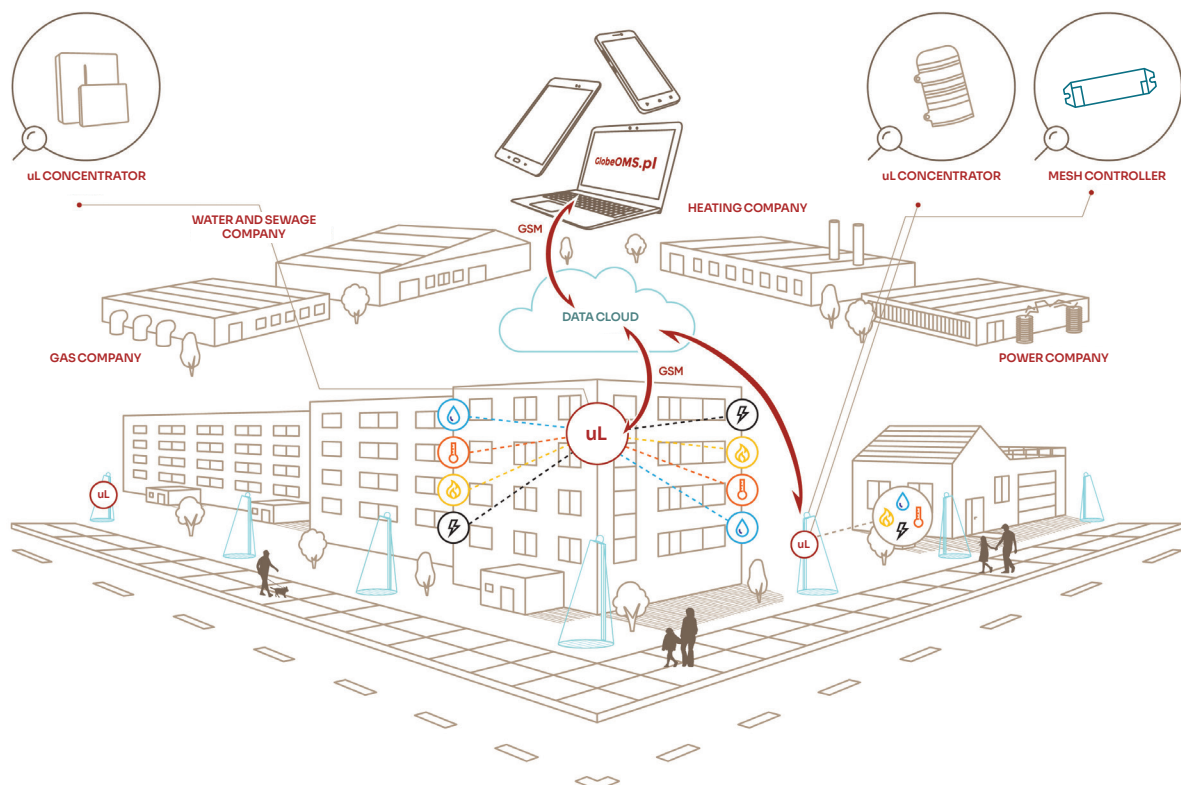 GlobeOMS.pl
uL CONCENTRATOR
uL CONCENTRATOR
MESH CONTROLLER
WATER AND SEWAGE
COMPANY
GSM
HEATING COMPANY
DATA CLOUD
GAS COMPANY
POWER COMPANY
GSM
uL
uL
uL